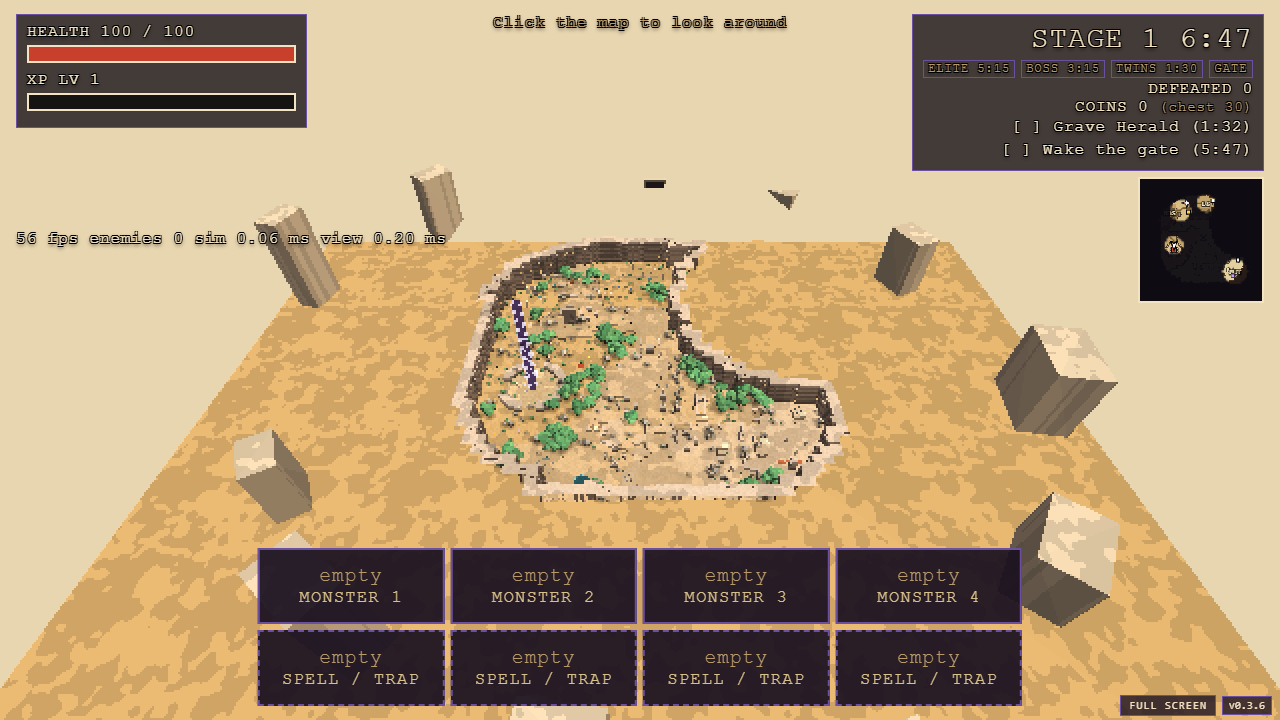 HEALTH 100 / 100
XP LV 1
Click the map to look around
STAGE 1 6:47
ELITE 5:15 BOSS 3:15 TWINS 1:30 GATE
DEFEATED 0
COINS 0 (chest 30)
[ ] Grave Herald (1:32)
[ ] Wake the gate (5:47)
56 fps enemies 0 sim 0.06 ms view 0.20 ms
empty empty empty empty
MONSTER 1 MONSTER 2 MONSTER 3 MONSTER 4
empty empty empty empty
SPELL / TRAP SPELL / TRAP SPELL / TRAP SPELL / TRAP
FULL SCREEN v0.3.6